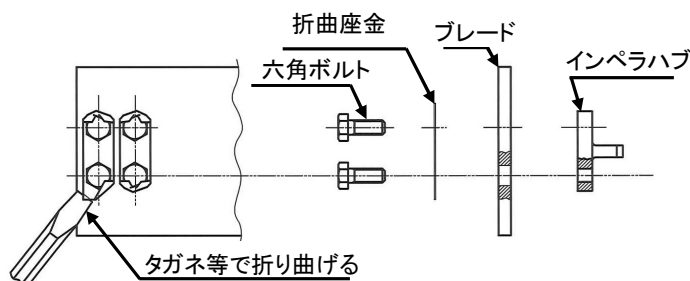 折曲座金
ブレード
六角ボルト
インペラハブ
タガネ等で折り曲げる